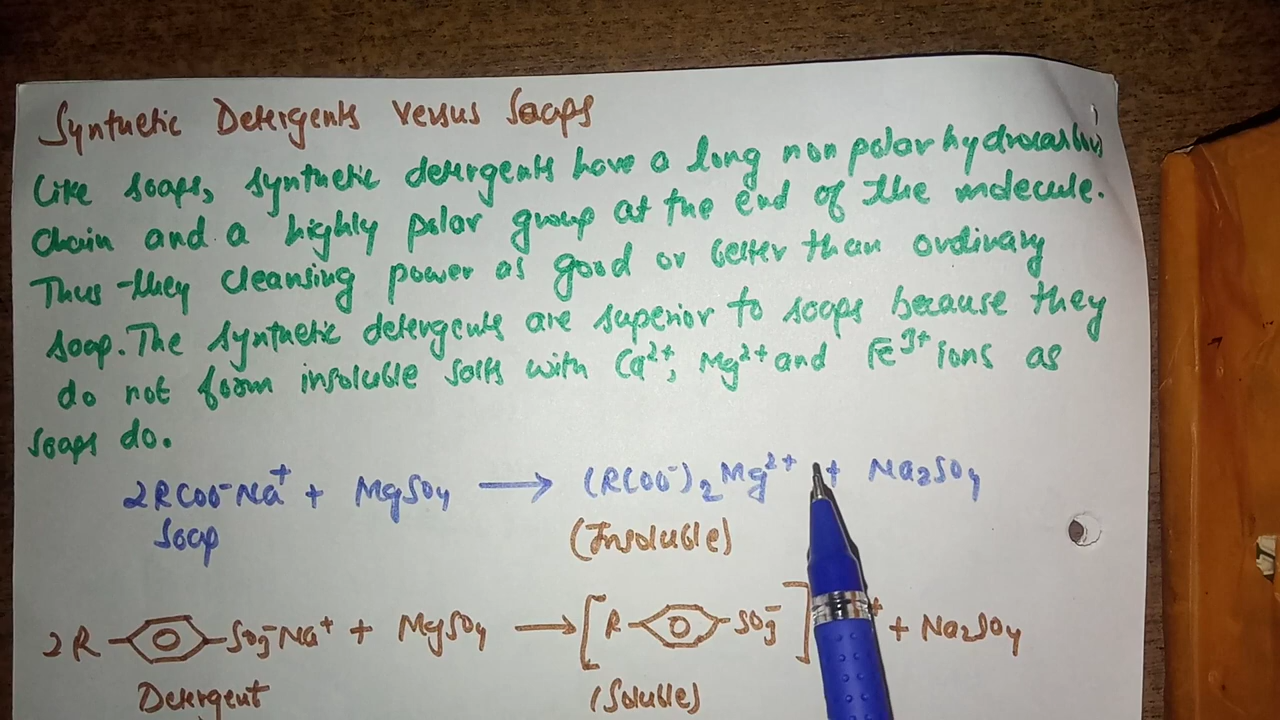 Synthetic Detergents versus Soaps
Like soaps, synthetic detergents have a long non polar hydrocarbon
chain and a highly polar group at the end of the molecule.
Thus they cleansing power as good or better than ordinary
soap. The synthetic detergents are superior to soaps because they
do not form insoluble salts with Ca²⁺, Mg²⁺ and Fe³⁺ ions as
soaps do.
2RCOO⁻Na⁺ + MgSO₄ ⟶ (RCOO⁻)₂Mg²⁺ + Na₂SO₄
Soap (Insoluble)
2R SO₃⁻Na⁺ + MgSO₄ ⟶ [R SO₃⁻] ⁺ + Na₂SO₄
Detergent (Soluble)